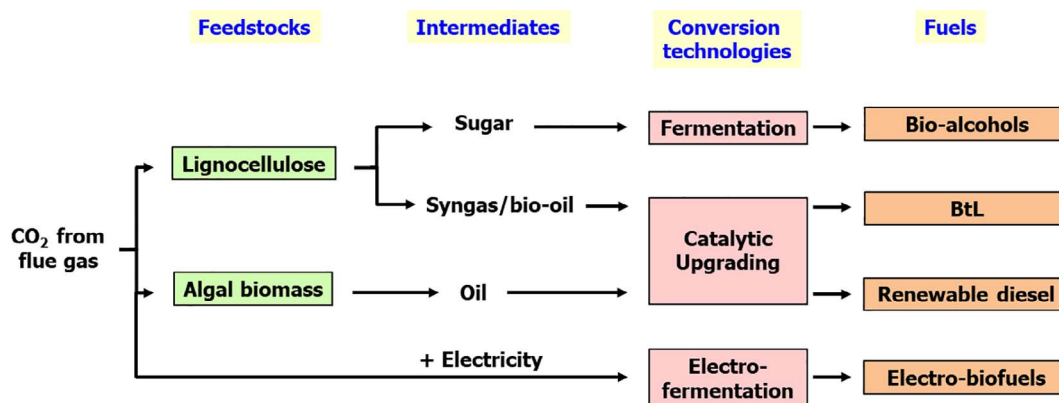 Feedstocks
Intermediates
Conversion
technologies
Fuels
Sugar
Fermentation
Bio-alcohols
Lignocellulose
Syngas/bio-oil
BtL
CO₂ from
flue gas
Catalytic
Upgrading
Algal biomass
Oil
Renewable diesel
+ Electricity
Electro-
fermentation
Electro-biofuels